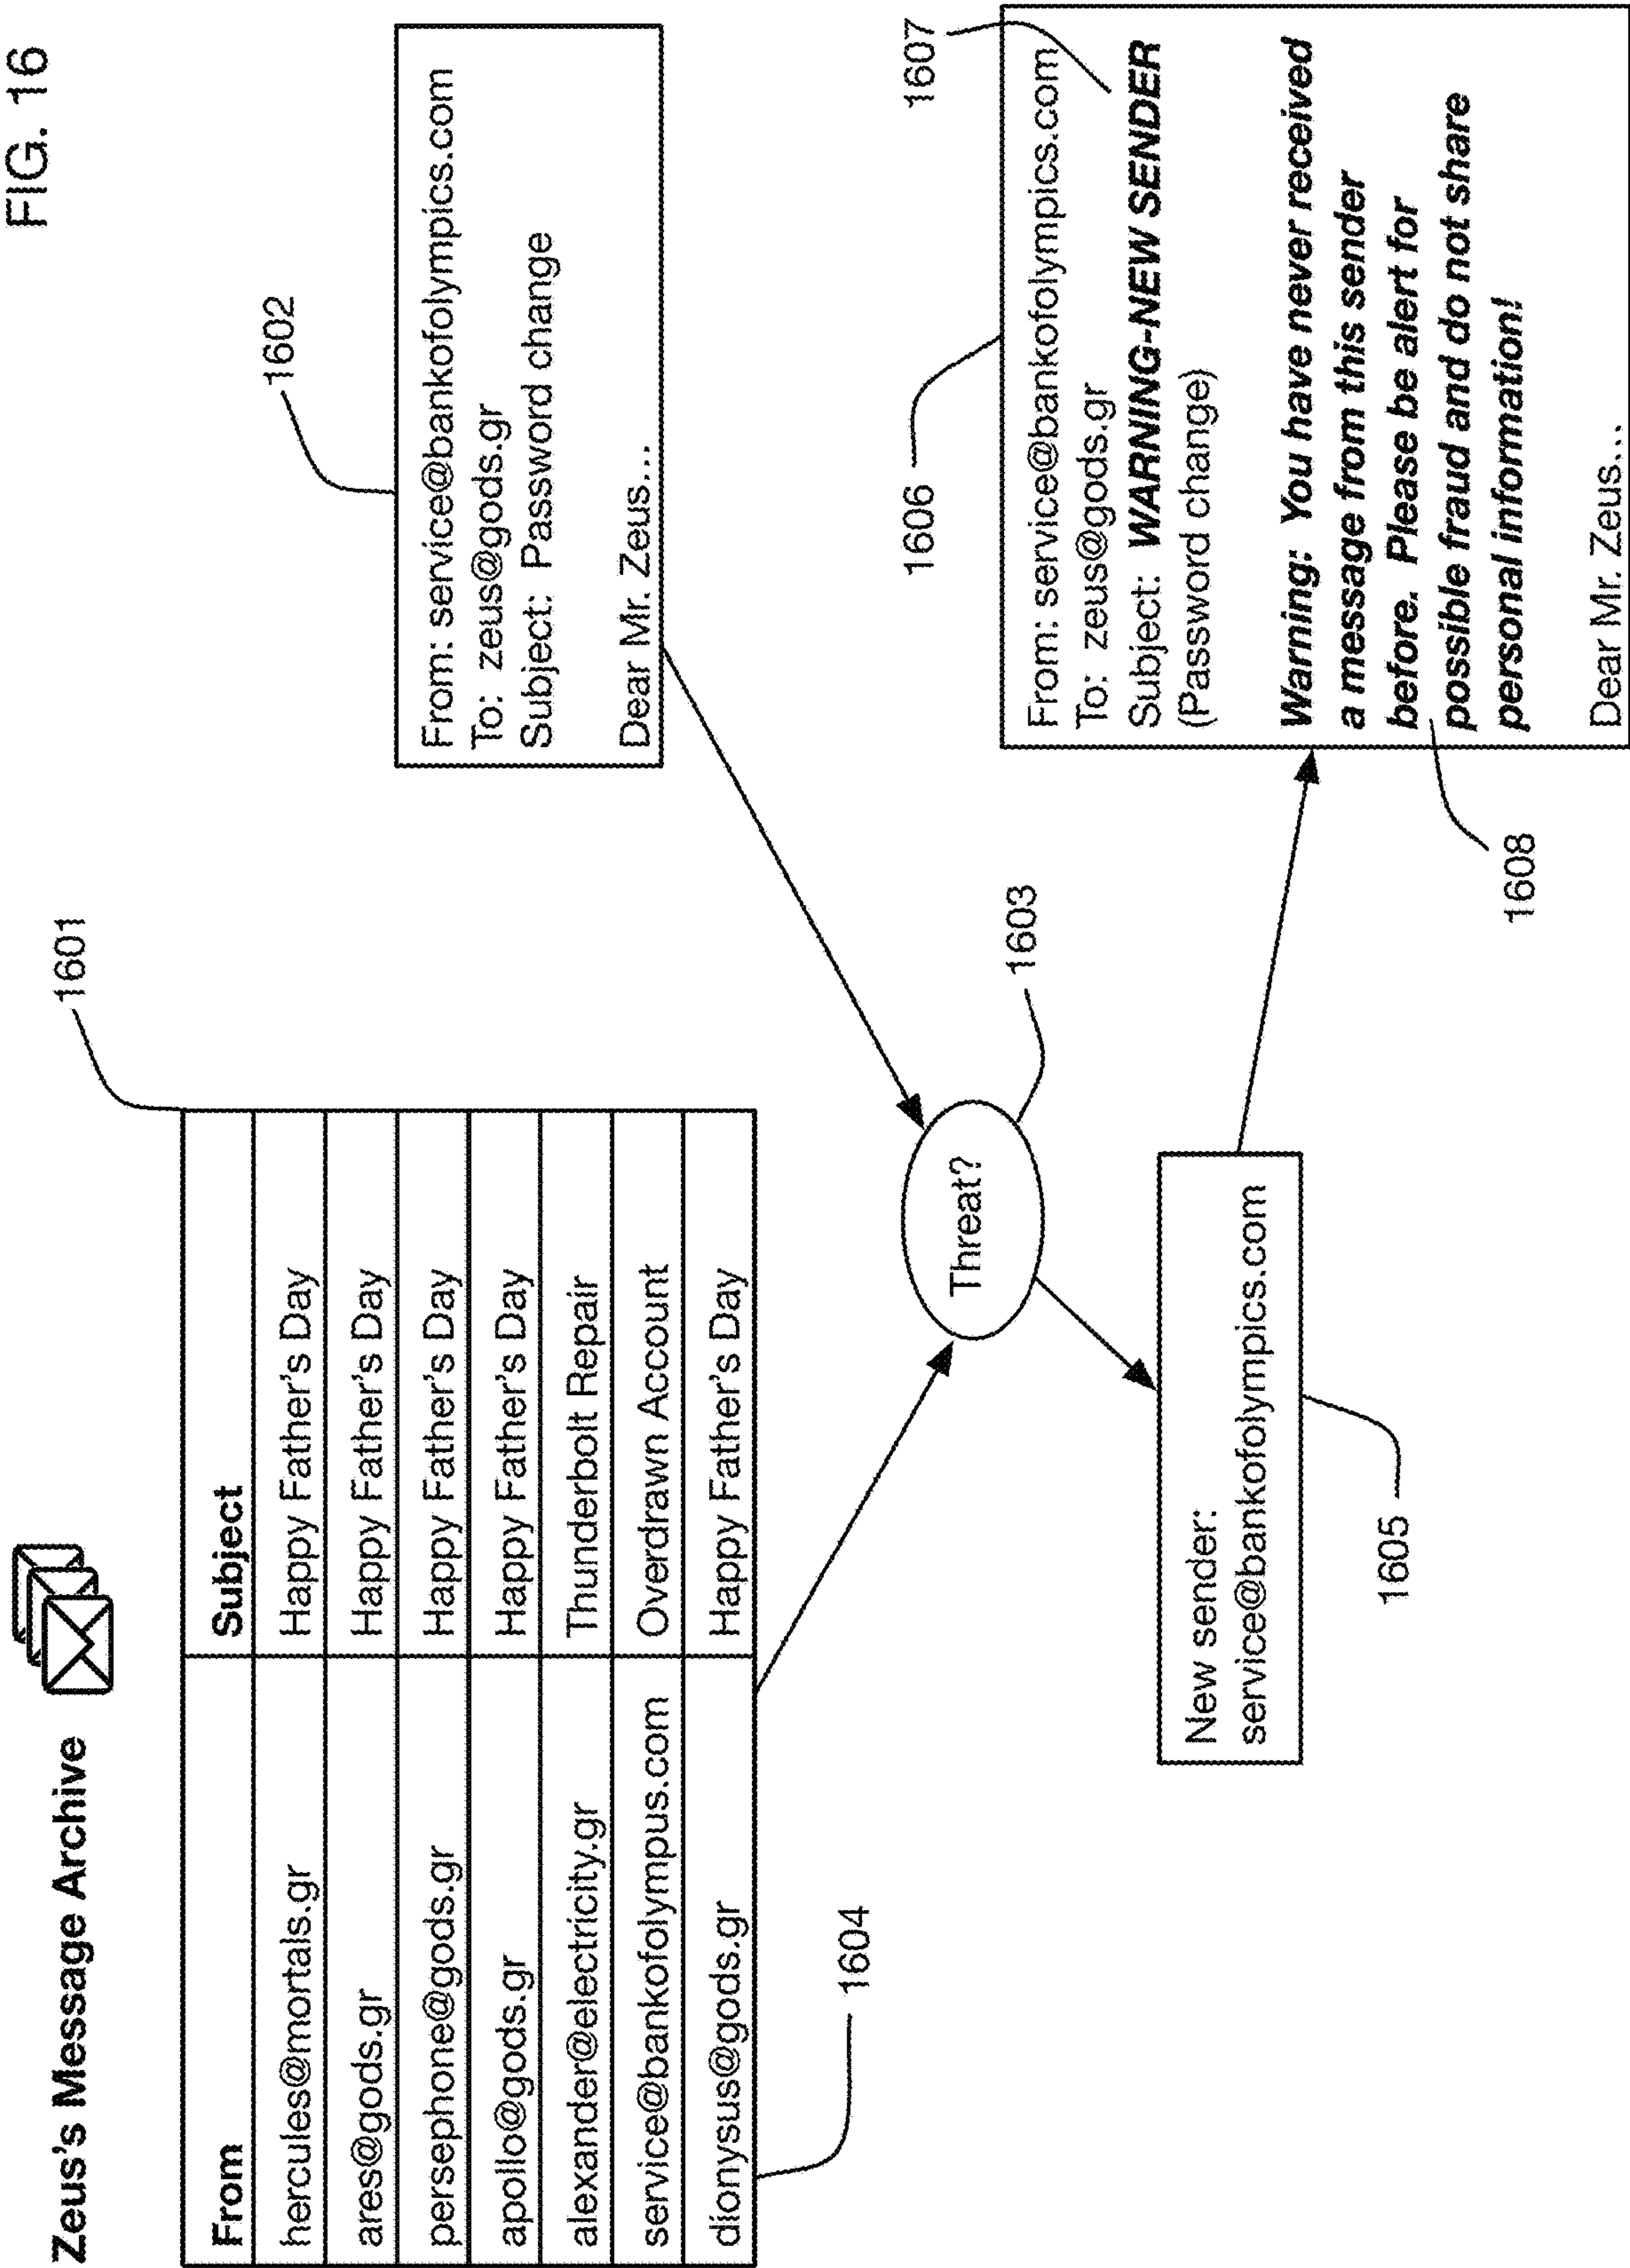 FIG. 16
Zeus's Message Archive
1601
From Subject
hercules@mortals.gr Happy Father's Day
ares@gods.gr Happy Father's Day
persephone@gods.gr Happy Father's Day
apollo@gods.gr Happy Father's Day
alexander@electricity.gr Thunderbolt Repair
service@bankofolympus.com Overdrawn Account
dionysus@gods.gr Happy Father's Day
1604
1602
From: service@bankofolympics.com
To: zeus@gods.gr
Subject: Password change
Dear Mr. Zeus...
Threat?
1603
New sender:
service@bankofolympics.com
1605
1606
1607
From: service@bankofolympics.com
To: zeus@gods.gr
Subject: WARNING-NEW SENDER
(Password change)
Warning: You have never received
a message from this sender
before. Please be alert for
possible fraud and do not share
personal information!
Dear Mr. Zeus...
1608